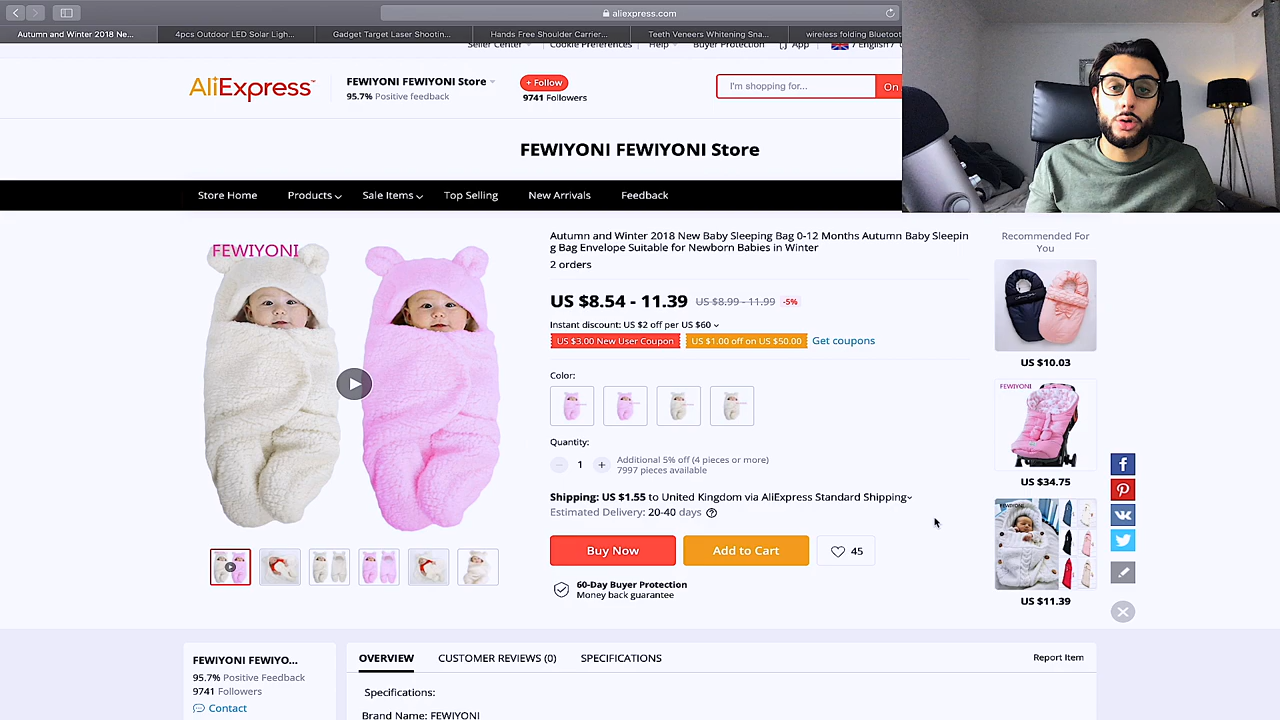 aliexpress.com
Autumn and Winter 2018 Ne...
4pcs Outdoor LED Solar Ligh...
Gadget Target Laser Shootin...
Hands Free Shoulder Carrier...
Teeth Veneers Whitening Sna...
wireless folding Bluetoot
Seller Center
Cookie Preferences
Help
Buyer Protection
App
/ English /
AliExpress™
FEWIYONI FEWIYONI Store
95.7% Positive feedback
+ Follow
9741 Followers
I'm shopping for...
On
FEWIYONI FEWIYONI Store
Store Home
Products
Sale Items
Top Selling
New Arrivals
Feedback
FEWIYONI
Autumn and Winter 2018 New Baby Sleeping Bag 0-12 Months Autumn Baby Sleepin
g Bag Envelope Suitable for Newborn Babies in Winter
2 orders
US $8.54 - 11.39 US $8.99 - 11.99 -5%
Instant discount: US $2 off per US $60
US $3.00 New User Coupon
US $1.00 off on US $50.00
Get coupons
Color:
Quantity:
1
Additional 5% off (4 pieces or more)
7997 pieces available
Shipping: US $1.55 to United Kingdom via AliExpress Standard Shipping
Estimated Delivery: 20-40 days
Buy Now
Add to Cart
45
60-Day Buyer Protection
Money back guarantee
Recommended For
You
US $10.03
FEWIYONI
US $34.75
FEWIYONI
US $11.39
FEWIYONI FEWIYO...
95.7% Positive Feedback
9741 Followers
Contact
OVERVIEW
CUSTOMER REVIEWS (0)
SPECIFICATIONS
Report Item
Specifications:
Brand Name: FEWIYONI